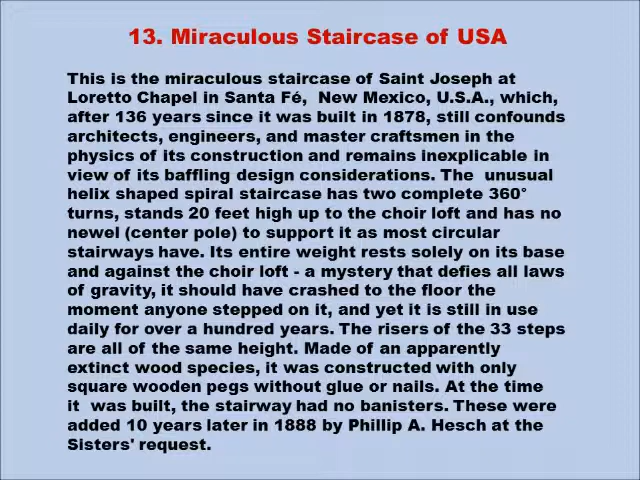 13. Miraculous Staircase of USA
This is the miraculous staircase of Saint Joseph at
Loretto Chapel in Santa Fé,  New Mexico, U.S.A., which,
after 136 years since it was built in 1878, still confounds
architects, engineers, and master craftsmen in the
physics of its construction and remains inexplicable in
view of its baffling design considerations. The  unusual
helix shaped spiral staircase has two complete 360°
turns, stands 20 feet high up to the choir loft and has no
newel (center pole) to support it as most circular
stairways have. Its entire weight rests solely on its base
and against the choir loft - a mystery that defies all laws
of gravity, it should have crashed to the floor the
moment anyone stepped on it, and yet it is still in use
daily for over a hundred years. The risers of the 33 steps
are all of the same height. Made of an apparently
extinct wood species, it was constructed with only
square wooden pegs without glue or nails. At the time
it  was built, the stairway had no banisters. These were
added 10 years later in 1888 by Phillip A. Hesch at the
Sisters' request.